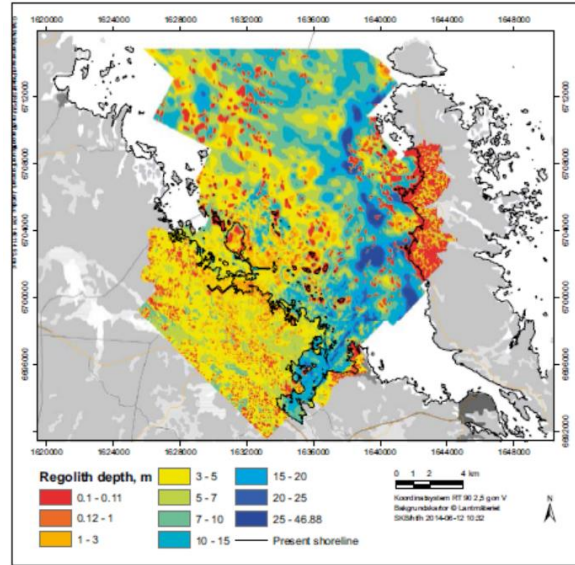 1620000 1624000 1628000 1632000 1636000 1640000 1644000 1648000
6712000
6708000
6704000
6700000
6696000
6692000
1620000 1624000 1628000 1632000 1636000 1640000 1644000 1648000
Regolith depth, m
0.1 - 0.11
0.12 - 1
1 - 3
3 - 5
5 - 7
7 - 10
10 - 15
15 - 20
20 - 25
25 - 46.88
Present shoreline
0 1 2 4 km
Koordinatsystem RT 90 2,5 gon V
Bakgrundskartor © Lantmäteriet
2014-06-12 10:32
N